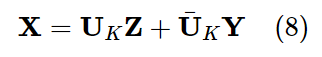 X = U_K Z + Ū_K Y (8)